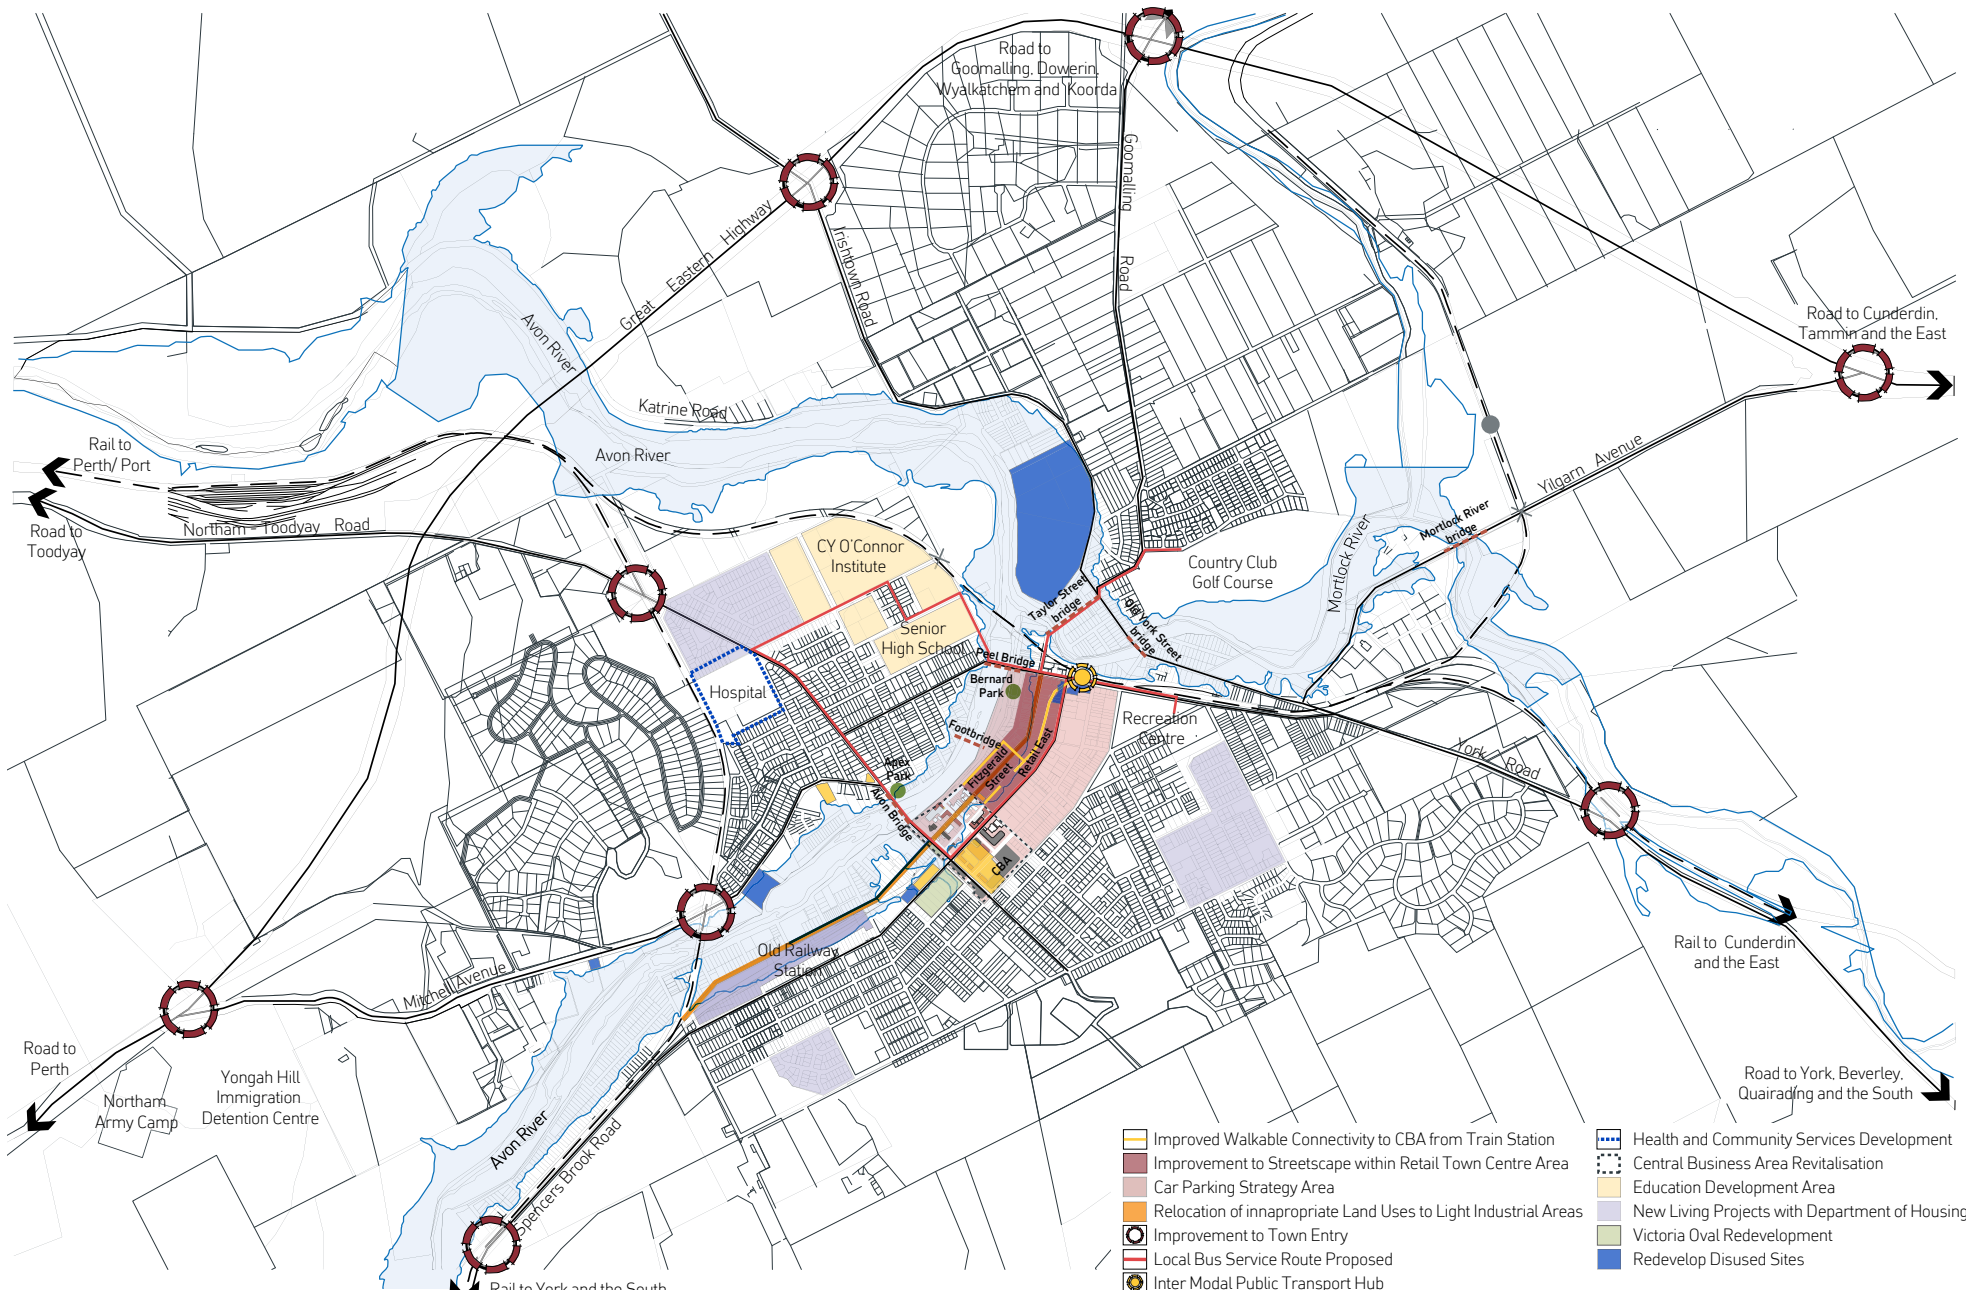 Road to
Goomalling, Dowerin,
Wyalkatchem and Koorda
Goomalling
Road
Irishtown Road
Great Eastern Highway
Avon River
Katrine Road
Avon River
Road to Cunderdin,
Tammin and the East
Rail to
Perth/ Port
Road to
Toodyay
Northam - Toodyay Road
Yilgarn Avenue
Mortlock River
bridge
Mortlock River
CY O'Connor
Institute
Country Club
Golf Course
Taylor Street
bridge
Old York Street
bridge
Senior
High School
Peel Bridge
Bernard
Park
Hospital
Recreation
Centre
Footbridge
Fitzgerald
Street
Retail East
York Road
Apex
Park
Avon Bridge
CBA
Old Railway
Station
Mitchell Avenue
Rail to Cunderdin
and the East
Road to
Perth
Northam
Army Camp
Yongah Hill
Immigration
Detention Centre
Avon River
Spencers Brook Road
Road to York, Beverley,
Quairading and the South
Rail to York and the South
Improved Walkable Connectivity to CBA from Train Station
Improvement to Streetscape within Retail Town Centre Area
Car Parking Strategy Area
Relocation of innapropriate Land Uses to Light Industrial Areas
Improvement to Town Entry
Local Bus Service Route Proposed
Inter Modal Public Transport Hub
Health and Community Services Development
Central Business Area Revitalisation
Education Development Area
New Living Projects with Department of Housing
Victoria Oval Redevelopment
Redevelop Disused Sites